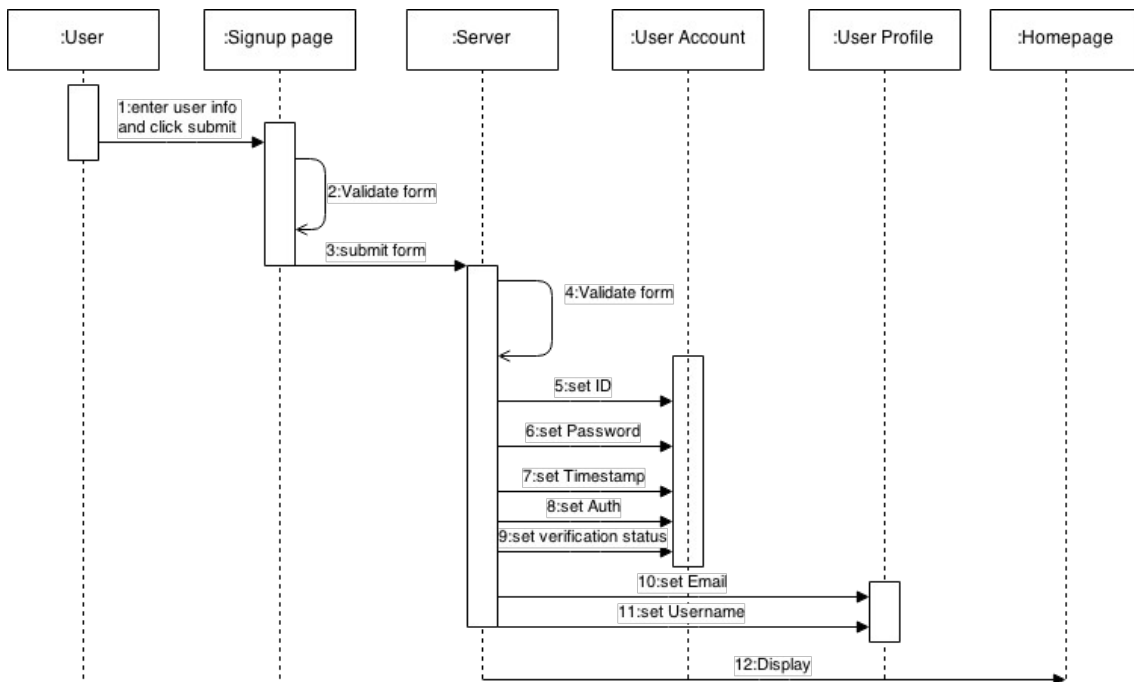 :User
:Signup page
:Server
:User Account
:User Profile
:Homepage
1:enter user info
and click submit
2:Validate form
3:submit form
4:Validate form
5:set ID
6:set Password
7:set Timestamp
8:set Auth
9:set verification status
10:set Email
11:set Username
12:Display